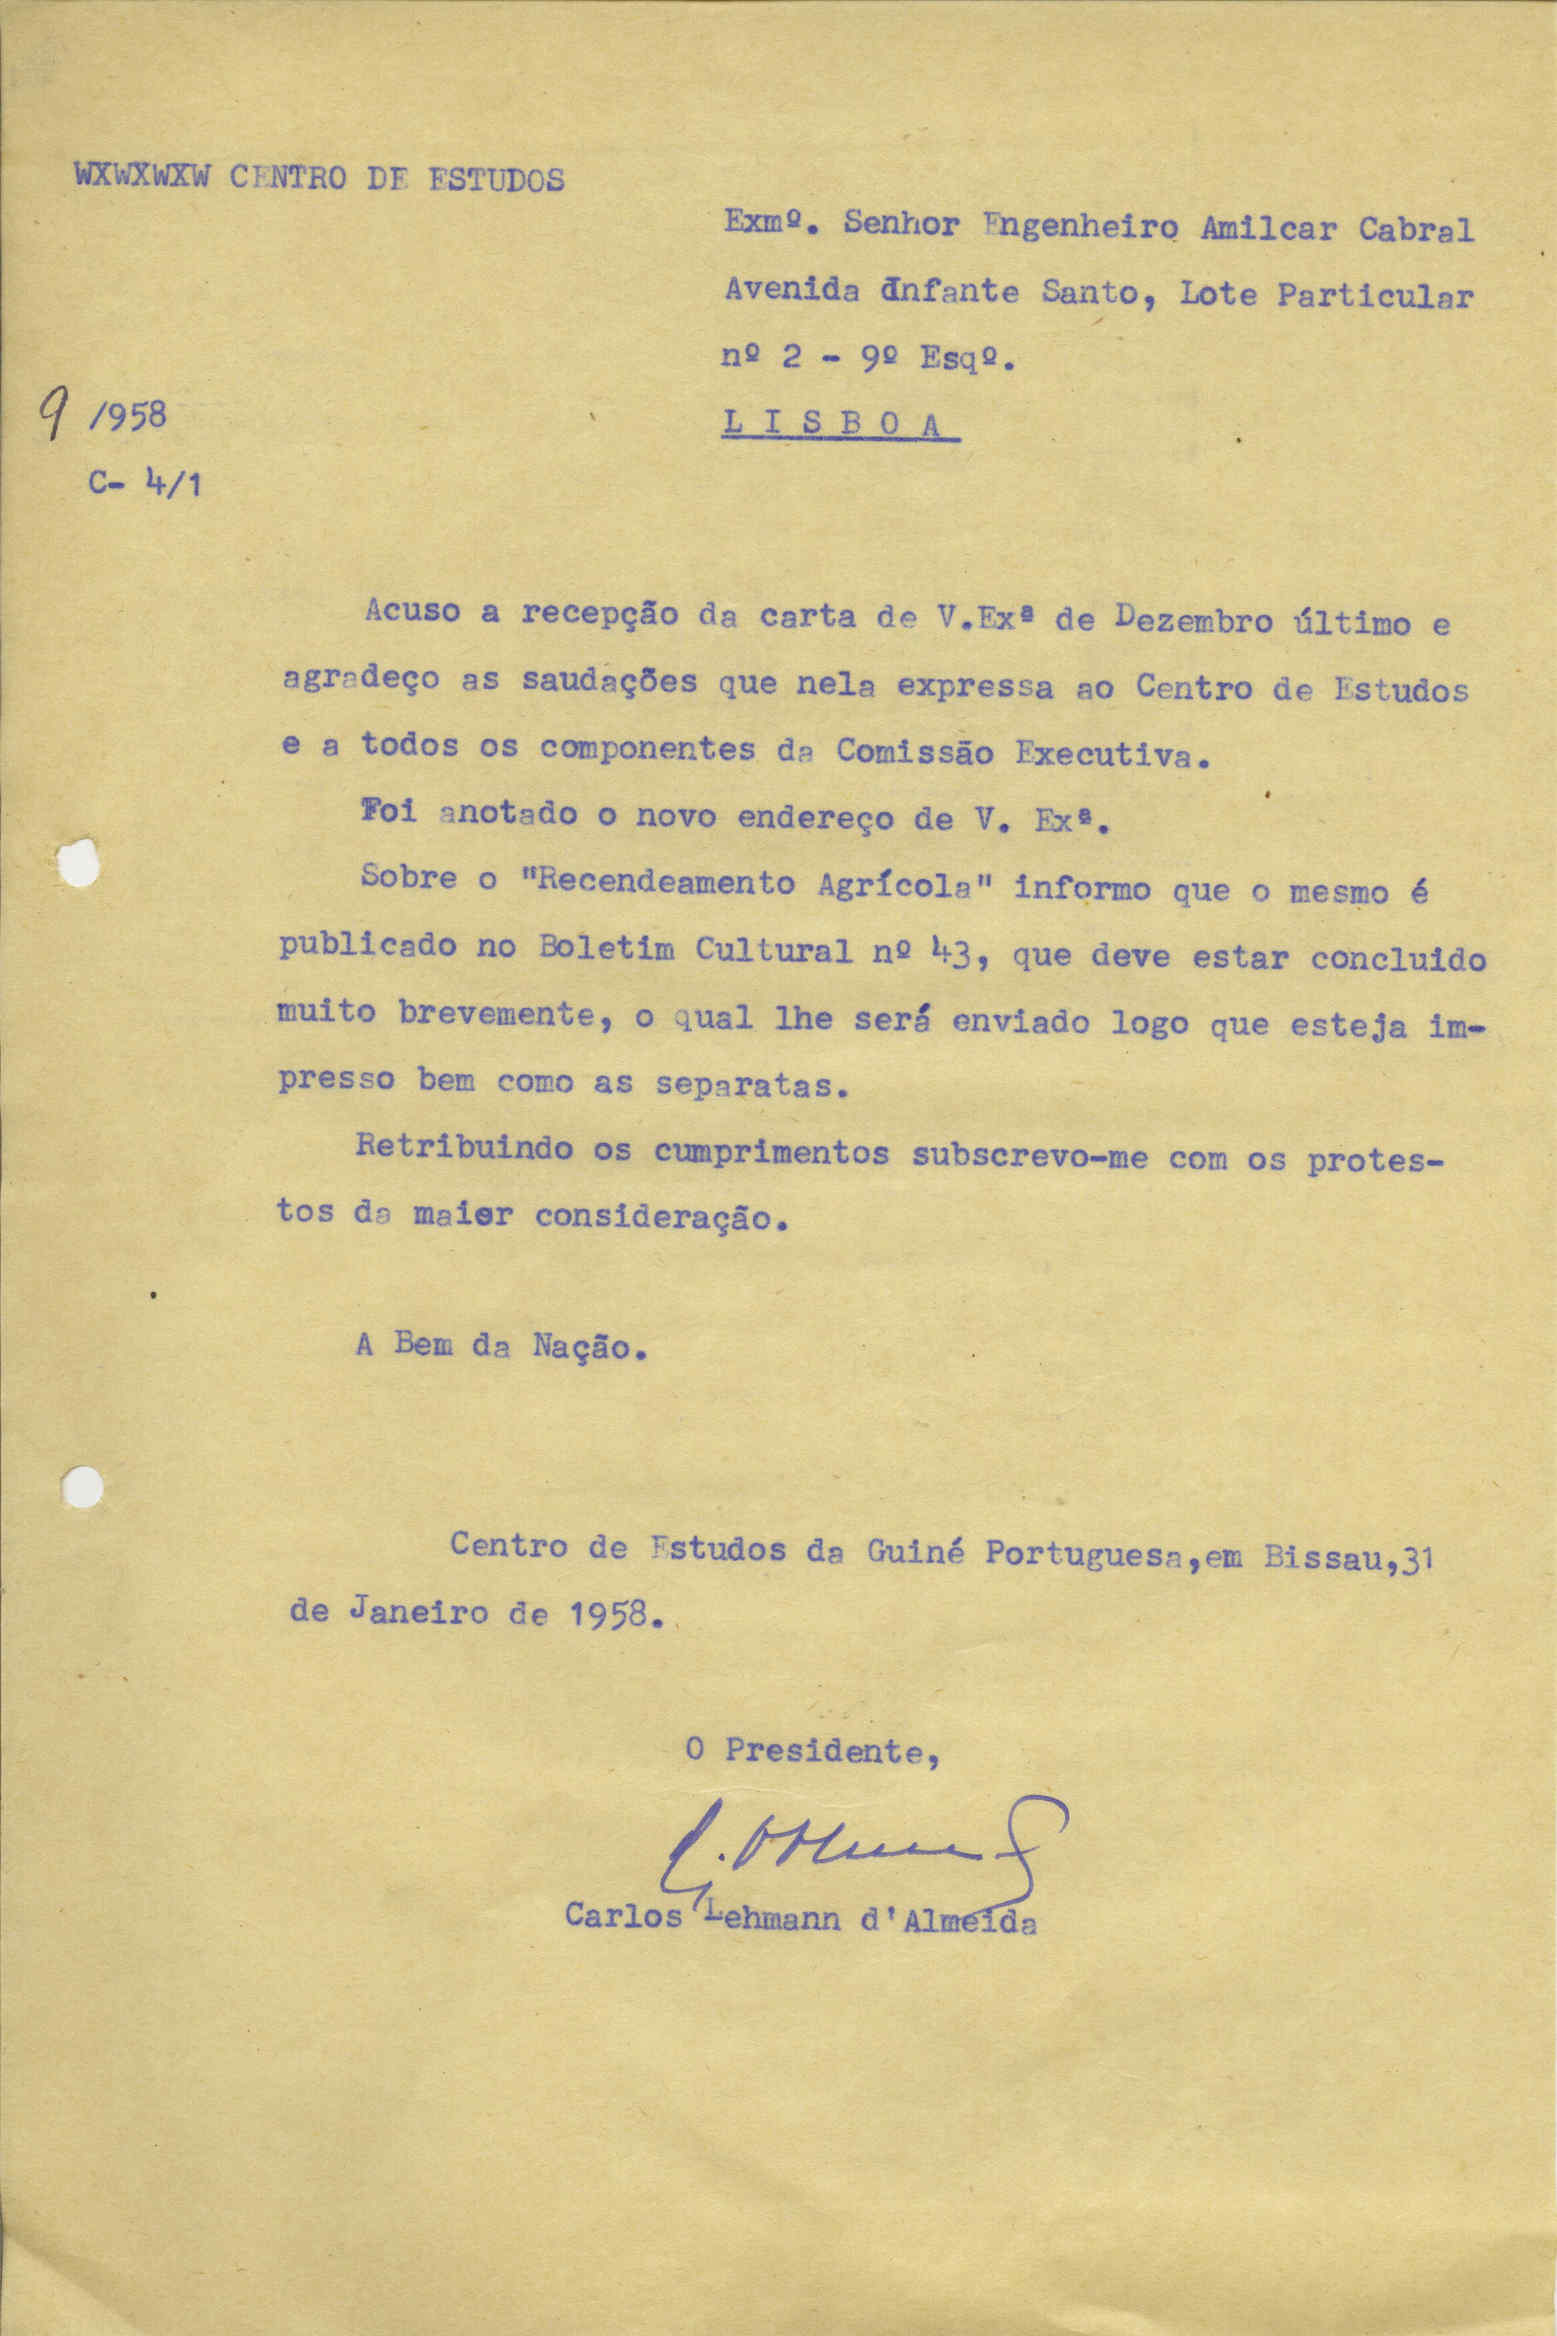 WXWXWXW CENTRO DE ESTUDOS
Exmº. Senhor Engenheiro Amilcar Cabral
Avenida Infante Santo, Lote Particular
nº 2 - 9º Esqº.
L I S B O A
9 /958
C- 4/1
Acuso a recepção da carta de V.Exª de Dezembro último e
agradeço as saudações que nela expressa ao Centro de Estudos
e a todos os componentes da Comissão Executiva.
Foi anotado o novo endereço de V. Exª.
Sobre o "Recendeamento Agrícola" informo que o mesmo é
publicado no Boletim Cultural nº 43, que deve estar concluido
muito brevemente, o qual lhe será enviado logo que esteja im-
presso bem como as separatas.
Retribuindo os cumprimentos subscrevo-me com os protes-
tos da maior consideração.
A Bem da Nação.
Centro de Estudos da Guiné Portuguesa,em Bissau,31
de Janeiro de 1958.
O Presidente,
Carlos Lehmann d'Almeida